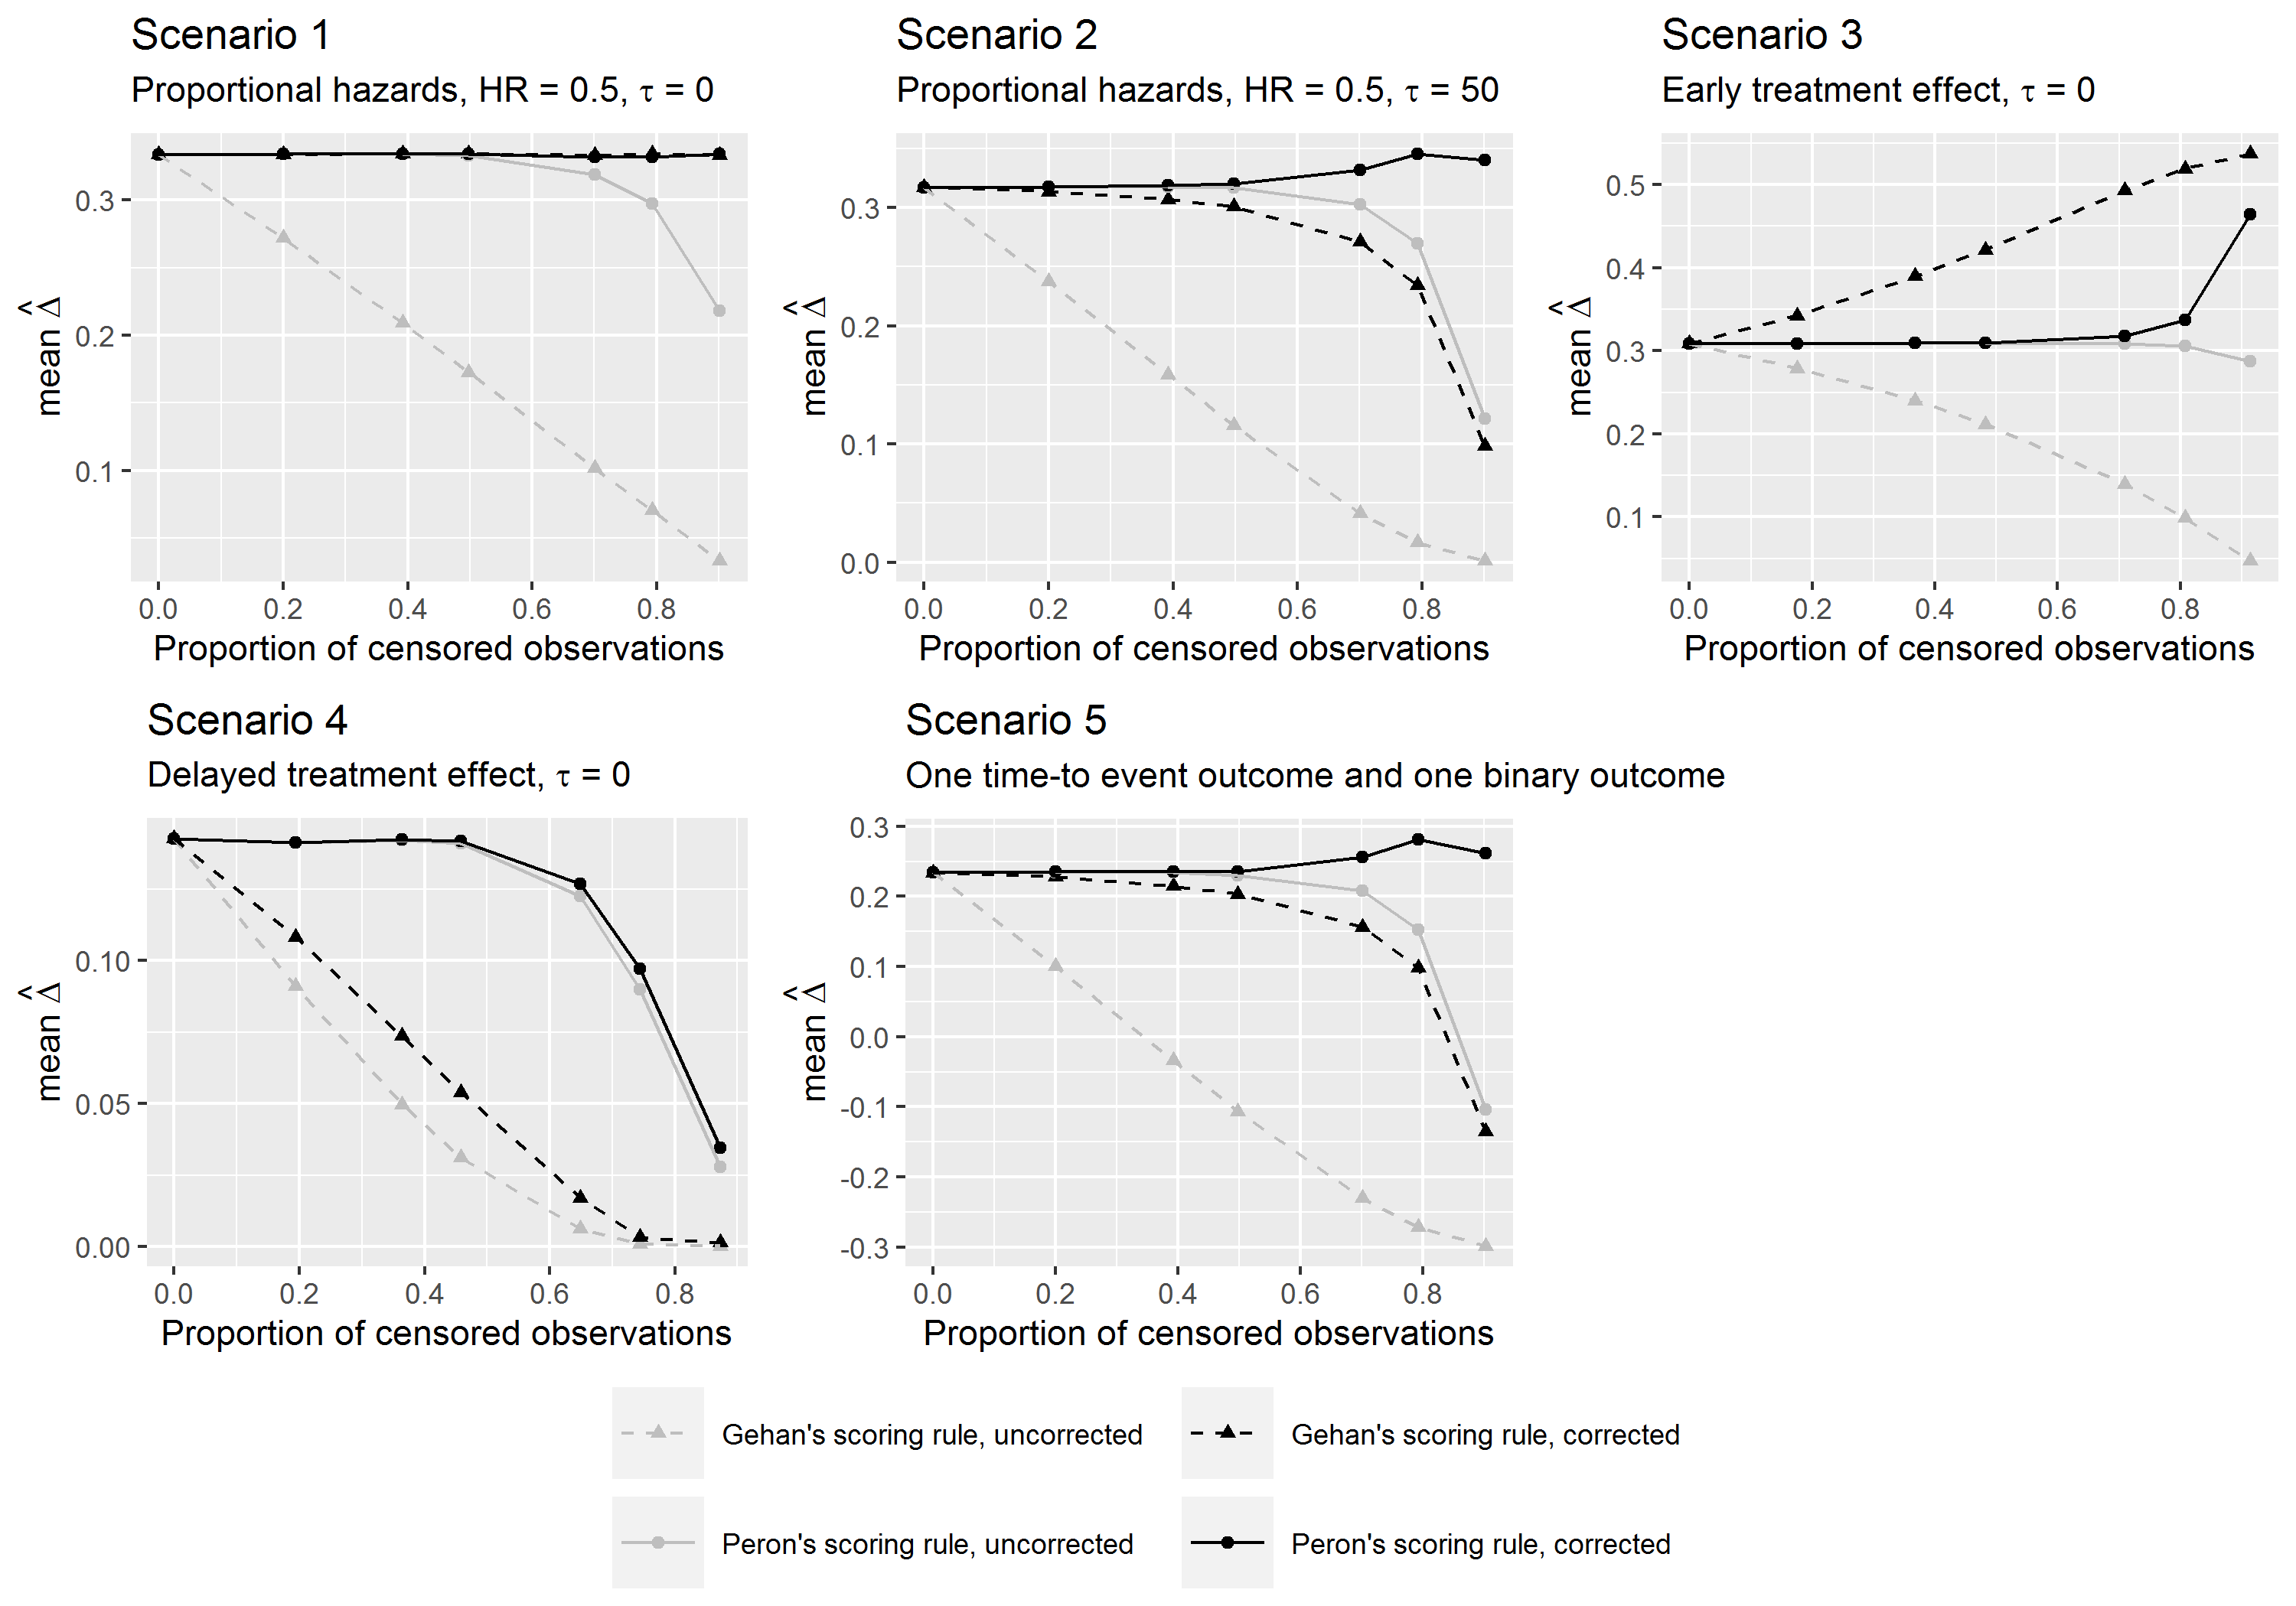 Scenario 1
Proportional hazards, HR = 0.5, τ = 0
mean Δ̂
0.3
0.2
0.1
0.0 0.2 0.4 0.6 0.8
Proportion of censored observations
Scenario 2
Proportional hazards, HR = 0.5, τ = 50
mean Δ̂
0.3
0.2
0.1
0.0
0.0 0.2 0.4 0.6 0.8
Proportion of censored observations
Scenario 3
Early treatment effect, τ = 0
mean Δ̂
0.5
0.4
0.3
0.2
0.1
0.0 0.2 0.4 0.6 0.8
Proportion of censored observations
Scenario 4
Delayed treatment effect, τ = 0
mean Δ̂
0.10
0.05
0.00
0.0 0.2 0.4 0.6 0.8
Proportion of censored observations
Scenario 5
One time-to event outcome and one binary outcome
mean Δ̂
0.3
0.2
0.1
0.0
-0.1
-0.2
-0.3
0.0 0.2 0.4 0.6 0.8
Proportion of censored observations
Gehan's scoring rule, uncorrected
Gehan's scoring rule, corrected
Peron's scoring rule, uncorrected
Peron's scoring rule, corrected